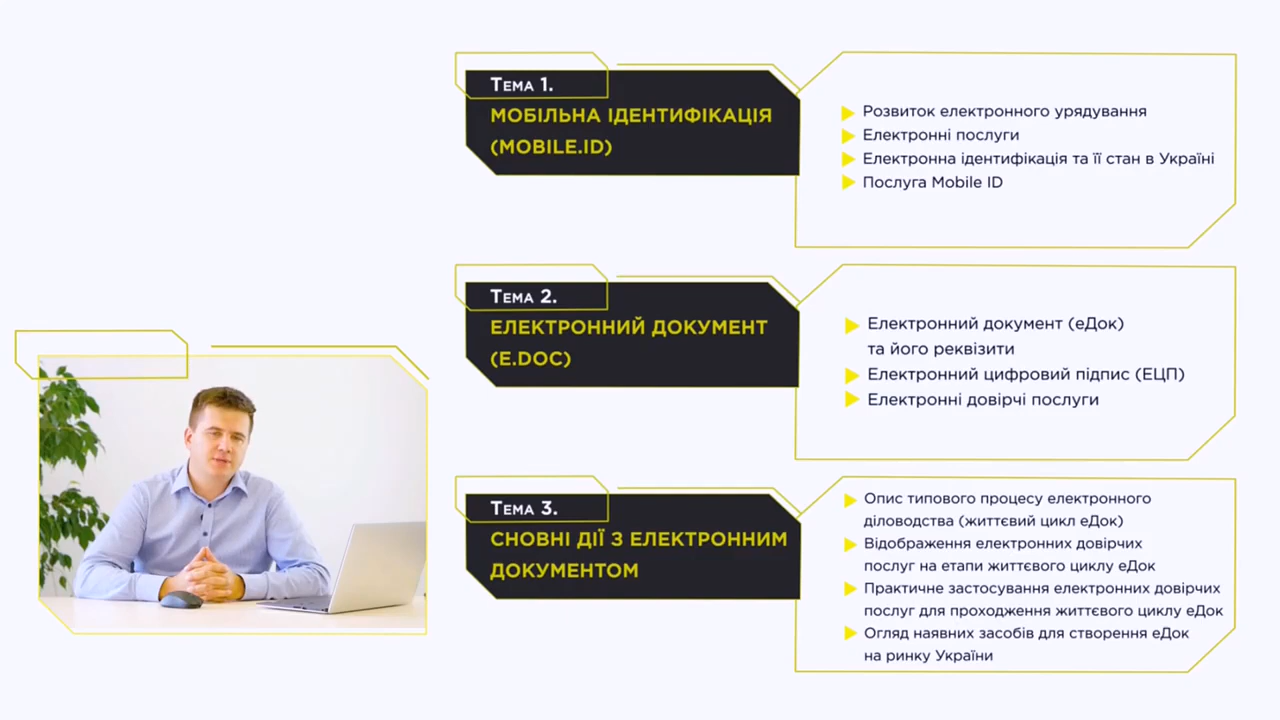 Тема 1.
МОБІЛЬНА ІДЕНТИФІКАЦІЯ
(MOBILE.ID)
Розвиток електронного урядування
Електронні послуги
Електронна ідентифікація та її стан в Україні
Послуга Mobile ID
Тема 2.
ЕЛЕКТРОННИЙ ДОКУМЕНТ
(E.DOC)
Електронний документ (еДок)
та його реквізити
Електронний цифровий підпис (ЕЦП)
Електронні довірчі послуги
Тема 3.
СНОВНІ ДІЇ З ЕЛЕКТРОННИМ
ДОКУМЕНТОМ
Опис типового процесу електронного
діловодства (життєвий цикл еДок)
Відображення електронних довірчих
послуг на етапи життєвого циклу еДок
Практичне застосування електронних довірчих
послуг для проходження життєвого циклу еДок
Огляд наявних засобів для створення еДок
на ринку України